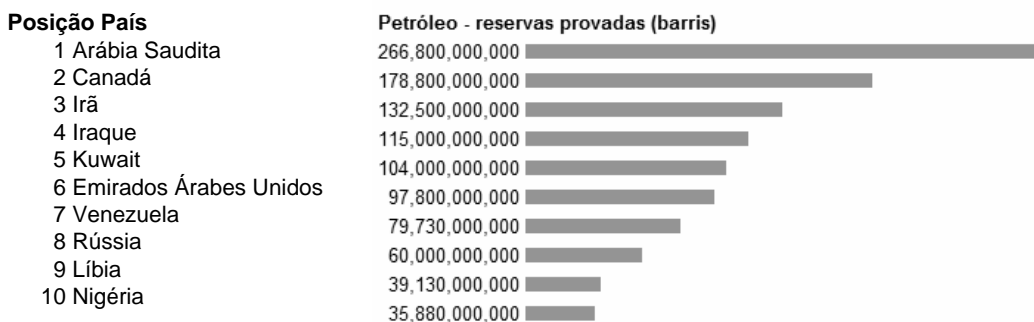 Posição País Petróleo - reservas provadas (barris)
1 Arábia Saudita 266,800,000,000
2 Canadá 178,800,000,000
3 Irã 132,500,000,000
4 Iraque 115,000,000,000
5 Kuwait 104,000,000,000
6 Emirados Árabes Unidos 97,800,000,000
7 Venezuela 79,730,000,000
8 Rússia 60,000,000,000
9 Líbia 39,130,000,000
10 Nigéria 35,880,000,000